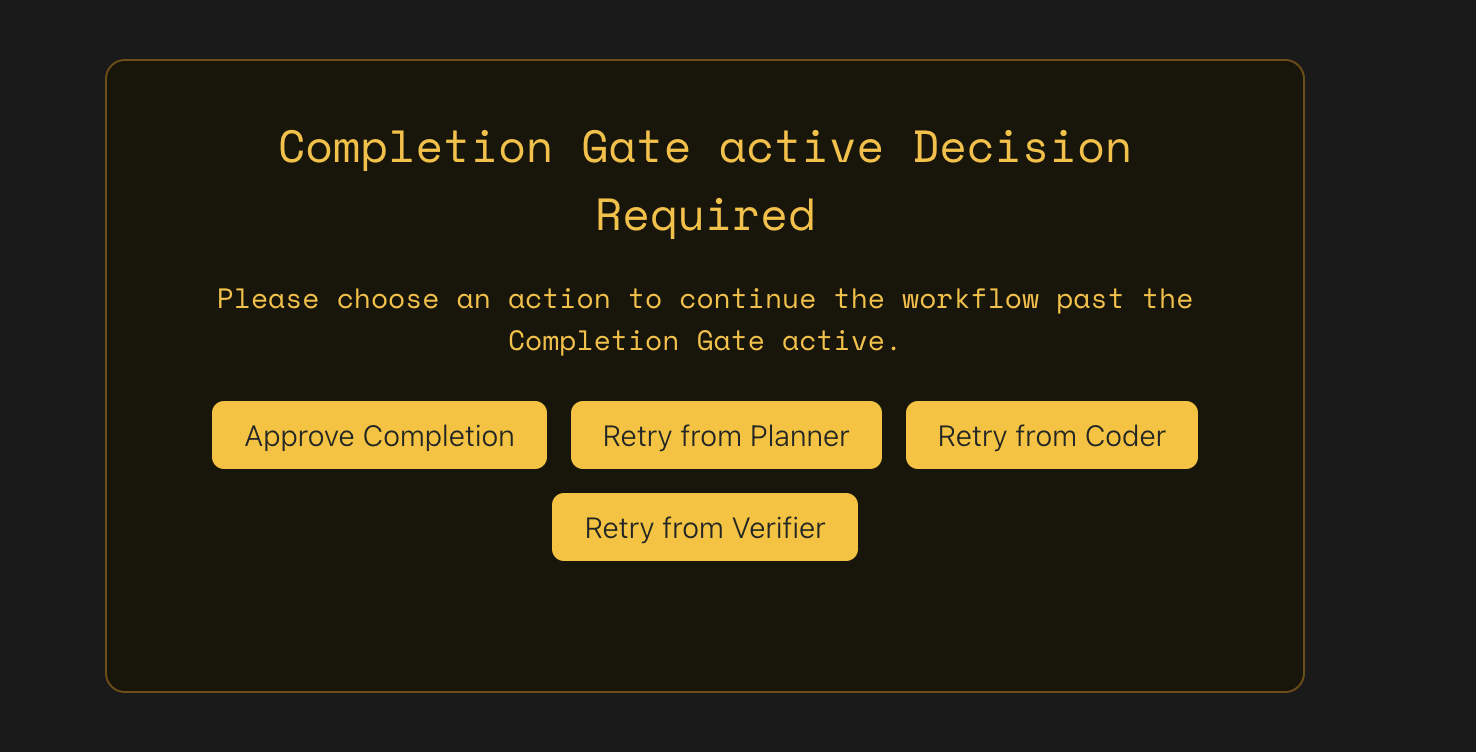 Completion Gate active Decision
Required
Please choose an action to continue the workflow past the
Completion Gate active.
Approve Completion
Retry from Planner
Retry from Coder
Retry from Verifier